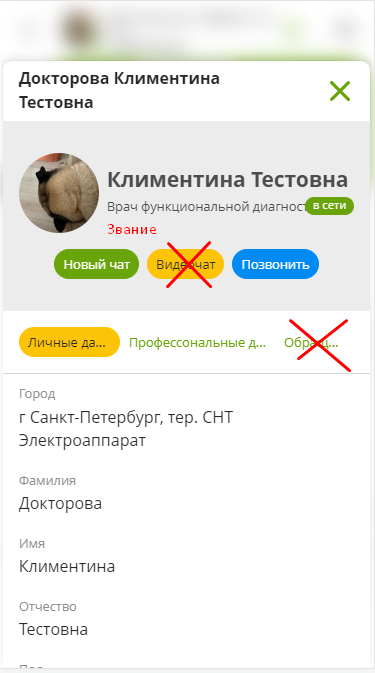 Докторова Климентина
Тестовна
Климентина Тестовна
Врач функциональной диагност
в сети
Звание
Новый чат
Видеочат
Позвонить
Личные да...
Профессональные д...
Обращ...
Город
г Санкт-Петербург, тер. СНТ
Электроаппарат
Фамилия
Докторова
Имя
Климентина
Отчество
Тестовна